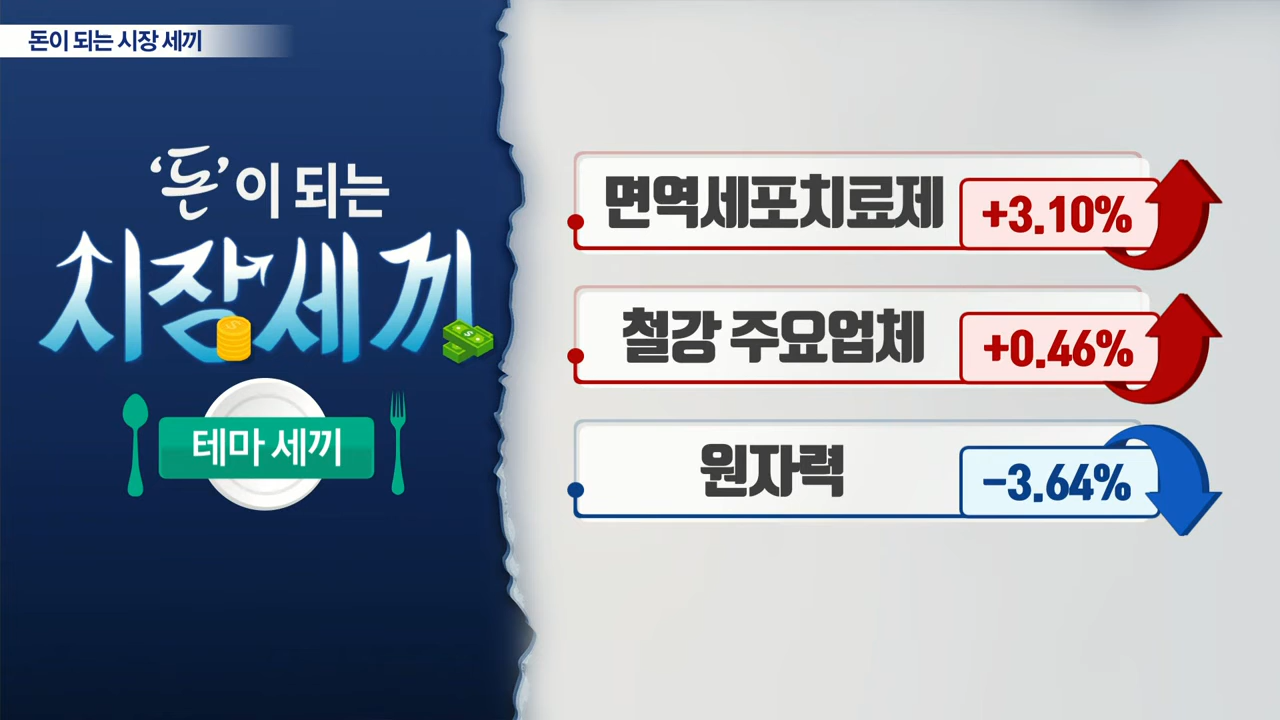 돈이 되는 시장 세끼
‘돈’이 되는
시장세끼
테마 세끼
면역세포치료제
+3.10%
철강 주요업체
+0.46%
원자력
-3.64%